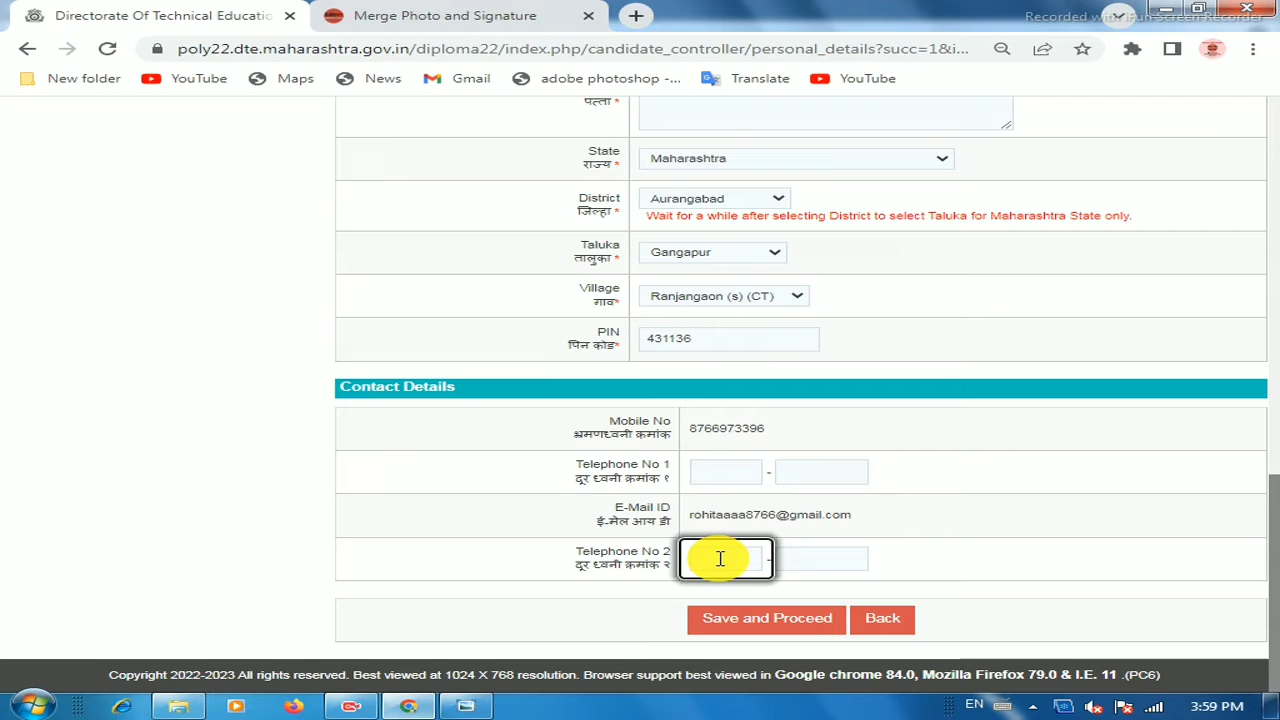 Directorate Of Technical Educatio
Merge Photo and Signature
Recorded with iFun Screen Recorder
poly22.dte.maharashtra.gov.in/diploma22/index.php/candidate_controller/personal_details?succ=1&i...
New folder
YouTube
Maps
News
Gmail
adobe photoshop -...
Translate
YouTube
पत्ता *
State
राज्य *
Maharashtra
District
जिल्हा *
Aurangabad
Wait for a while after selecting District to select Taluka for Maharashtra State only.
Taluka
तालुका *
Gangapur
Village
गाव*
Ranjangaon (s) (CT)
PIN
पिन कोड*
431136
Contact Details
Mobile No
भ्रमणध्वनी क्रमांक
8766973396
Telephone No 1
दूर ध्वनी क्रमांक १
-
E-Mail ID
ई-मेल आय डी
rohitaaaa8766@gmail.com
Telephone No 2
दूर ध्वनी क्रमांक २
-
Save and Proceed
Back
Copyright 2022-2023 All rights reserved. Best viewed at 1024 X 768 resolution. Browser support best in Google chrome 84.0, Mozilla Firefox 79.0 & I.E. 11 .(PC6)
EN
3:59 PM